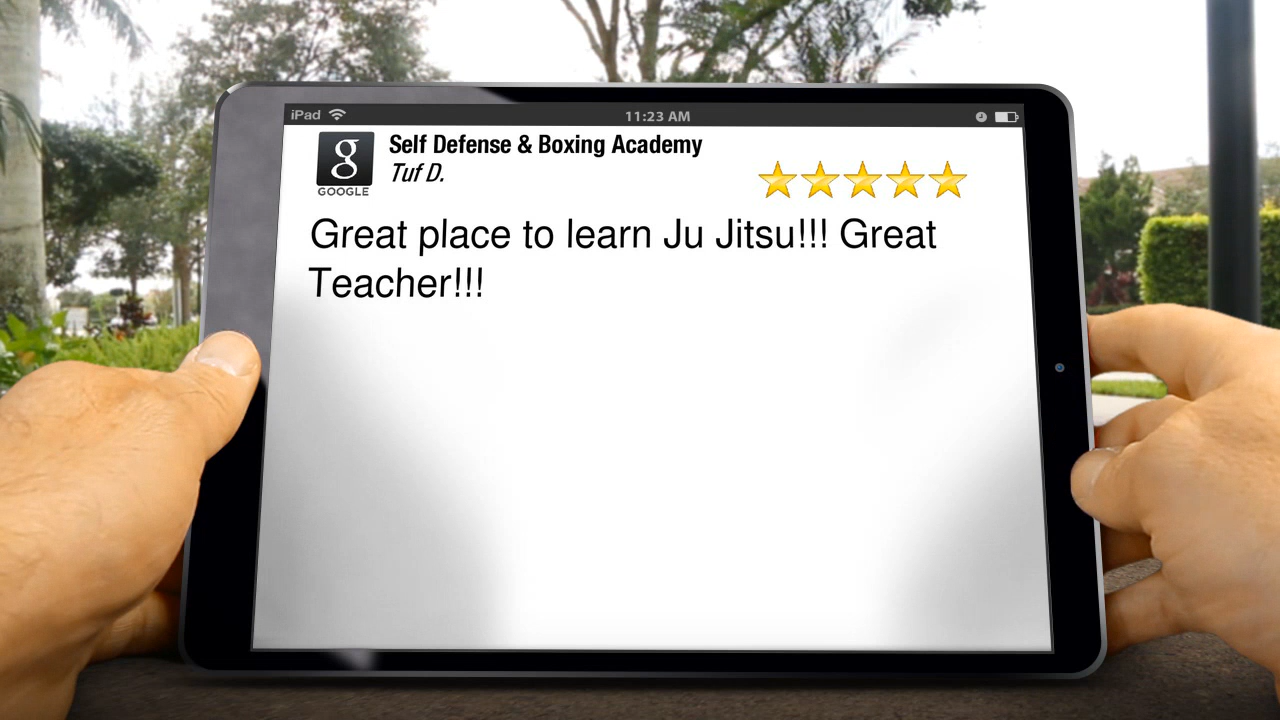 iPad 11:23 AM
g
GOOGLE
Self Defense & Boxing Academy
Tuf D.
Great place to learn Ju Jitsu!!! Great
Teacher!!!